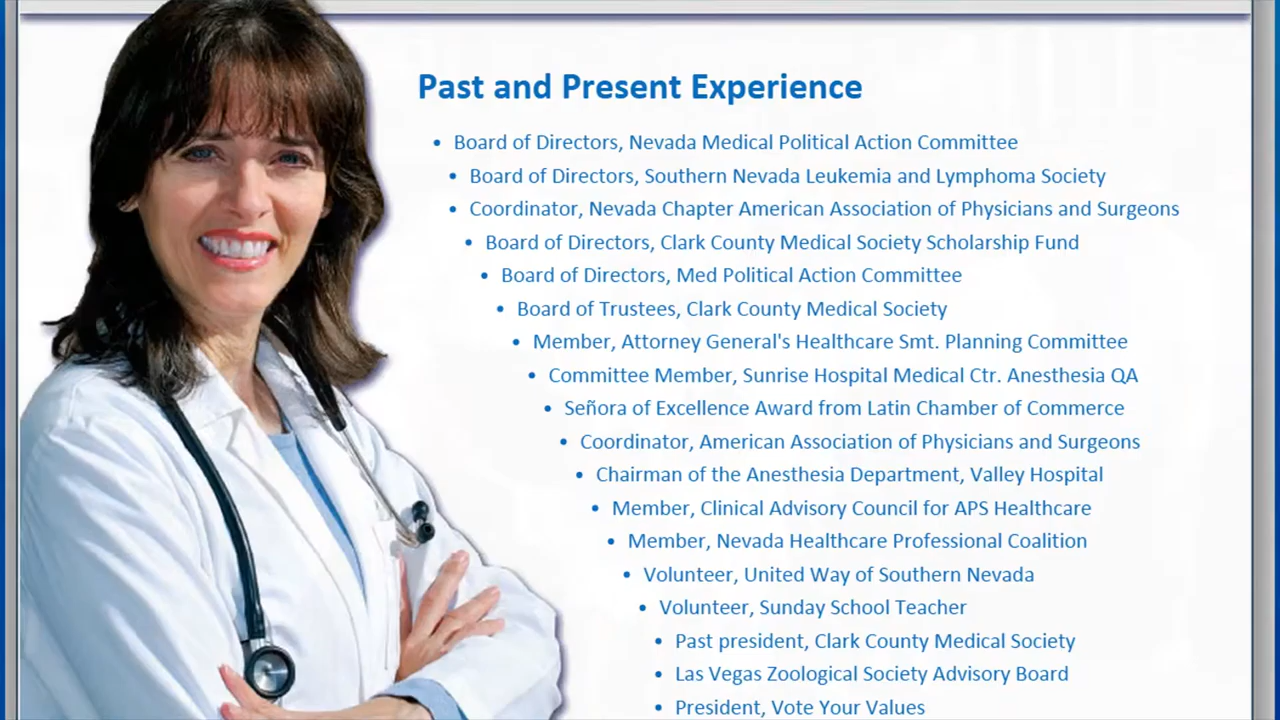 Past and Present Experience
• Board of Directors, Nevada Medical Political Action Committee
• Board of Directors, Southern Nevada Leukemia and Lymphoma Society
• Coordinator, Nevada Chapter American Association of Physicians and Surgeons
• Board of Directors, Clark County Medical Society Scholarship Fund
• Board of Directors, Med Political Action Committee
• Board of Trustees, Clark County Medical Society
• Member, Attorney General's Healthcare Smt. Planning Committee
• Committee Member, Sunrise Hospital Medical Ctr. Anesthesia QA
• Señora of Excellence Award from Latin Chamber of Commerce
• Coordinator, American Association of Physicians and Surgeons
• Chairman of the Anesthesia Department, Valley Hospital
• Member, Clinical Advisory Council for APS Healthcare
• Member, Nevada Healthcare Professional Coalition
• Volunteer, United Way of Southern Nevada
• Volunteer, Sunday School Teacher
• Past president, Clark County Medical Society
• Las Vegas Zoological Society Advisory Board
• President, Vote Your Values